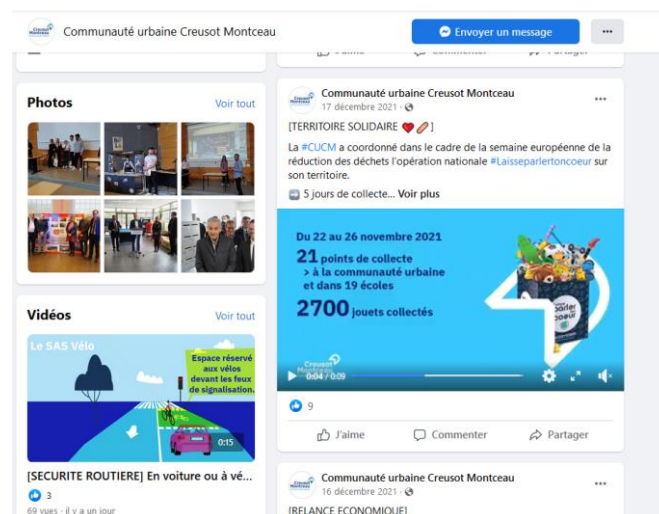 Communauté urbaine Creusot Montceau
Envoyer un message
Photos
Voir tout
Vidéos
Voir tout
Le SAS Vélo
Espace réservé
aux vélos
devant les feux
de signalisation.
0:15
[SECURITE ROUTIERE] En voiture ou à vé...
3
69 vues · il y a un jour
J'aime
Commenter
Partager
Communauté urbaine Creusot Montceau
17 décembre 2021 ·
[TERRITOIRE SOLIDAIRE ❤️ 🥖 ]
La #CUCM a coordonné dans le cadre de la semaine européenne de la
réduction des déchets l'opération nationale #Laisseparlertoncoeur sur
son territoire.
➡️ 5 jours de collecte... Voir plus
Du 22 au 26 novembre 2021
21 points de collecte
> à la communauté urbaine
et dans 19 écoles
2700 jouets collectés
parler
coeur
Creusot
Montceau
0:04 / 0:09
9
J'aime
Commenter
Partager
Communauté urbaine Creusot Montceau
16 décembre 2021 ·
[RELANCE ECONOMIQUE]